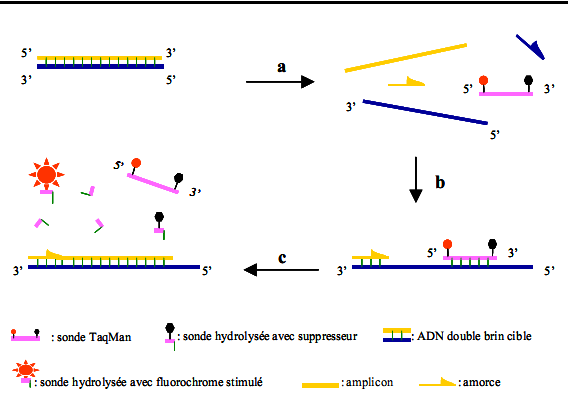 5’ 3’
3’ 5’
a
5’ 3’
3’
5’
b
5’
3’
5’ 3’
3’ 5’
c
3’ 5’
: sonde TaqMan
: sonde hydrolysée avec suppresseur
: ADN double brin cible
: sonde hydrolysée avec fluorochrome stimulé
: amplicon
: amorce